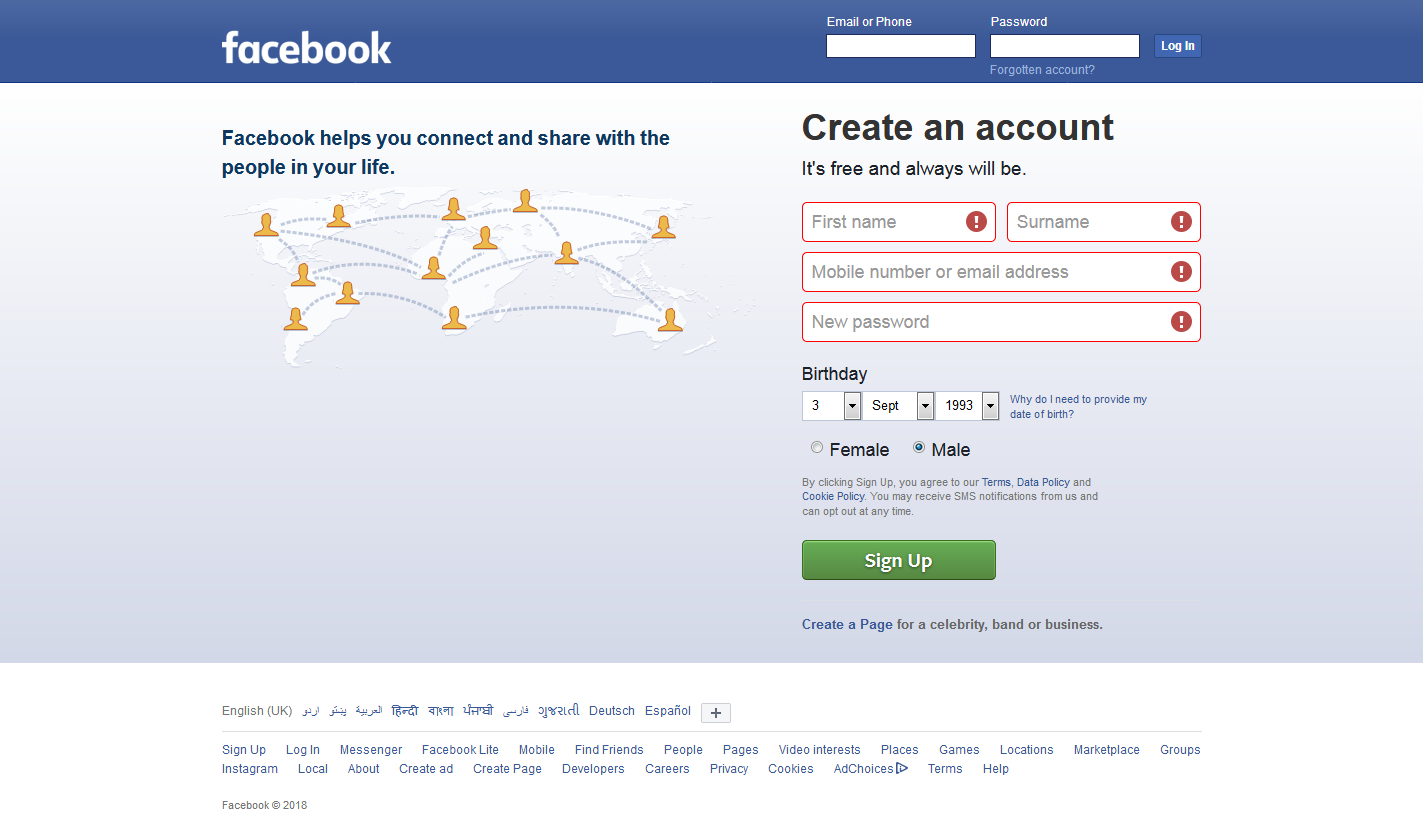 facebook
Email or Phone
Password
Log In
Forgotten account?
Facebook helps you connect and share with the
people in your life.
Create an account
It's free and always will be.
First name
Surname
Mobile number or email address
New password
Birthday
3 Sept 1993
Why do I need to provide my
date of birth?
Female Male
By clicking Sign Up, you agree to our Terms, Data Policy and
Cookie Policy. You may receive SMS notifications from us and
can opt out at any time.
Sign Up
Create a Page for a celebrity, band or business.
English (UK) اردو پښتو العربية हिन्दी বাংলা ਪੰਜਾਬੀ فارسی ગુજરાતી Deutsch Español +
Sign Up Log In Messenger Facebook Lite Mobile Find Friends People Pages Video interests Places Games Locations Marketplace Groups
Instagram Local About Create ad Create Page Developers Careers Privacy Cookies AdChoices Terms Help
Facebook © 2018